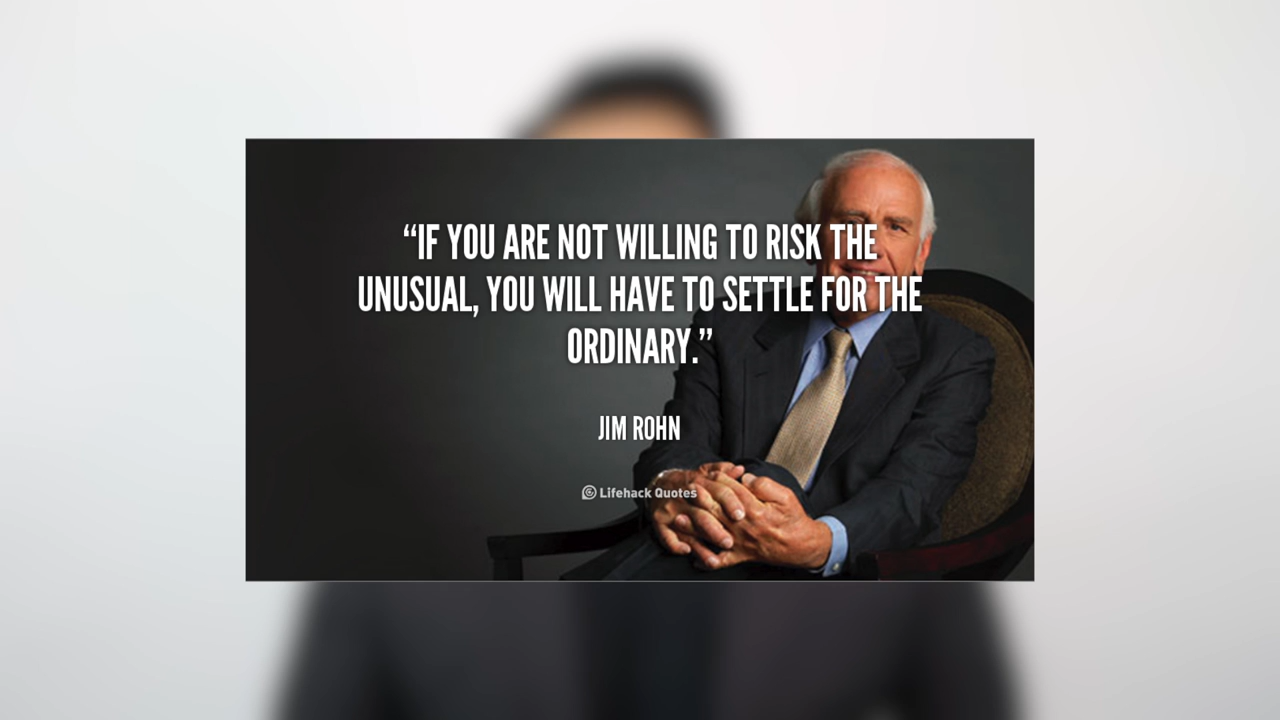 “IF YOU ARE NOT WILLING TO RISK THE
UNUSUAL, YOU WILL HAVE TO SETTLE FOR THE
ORDINARY.”
JIM ROHN
Lifehack Quotes